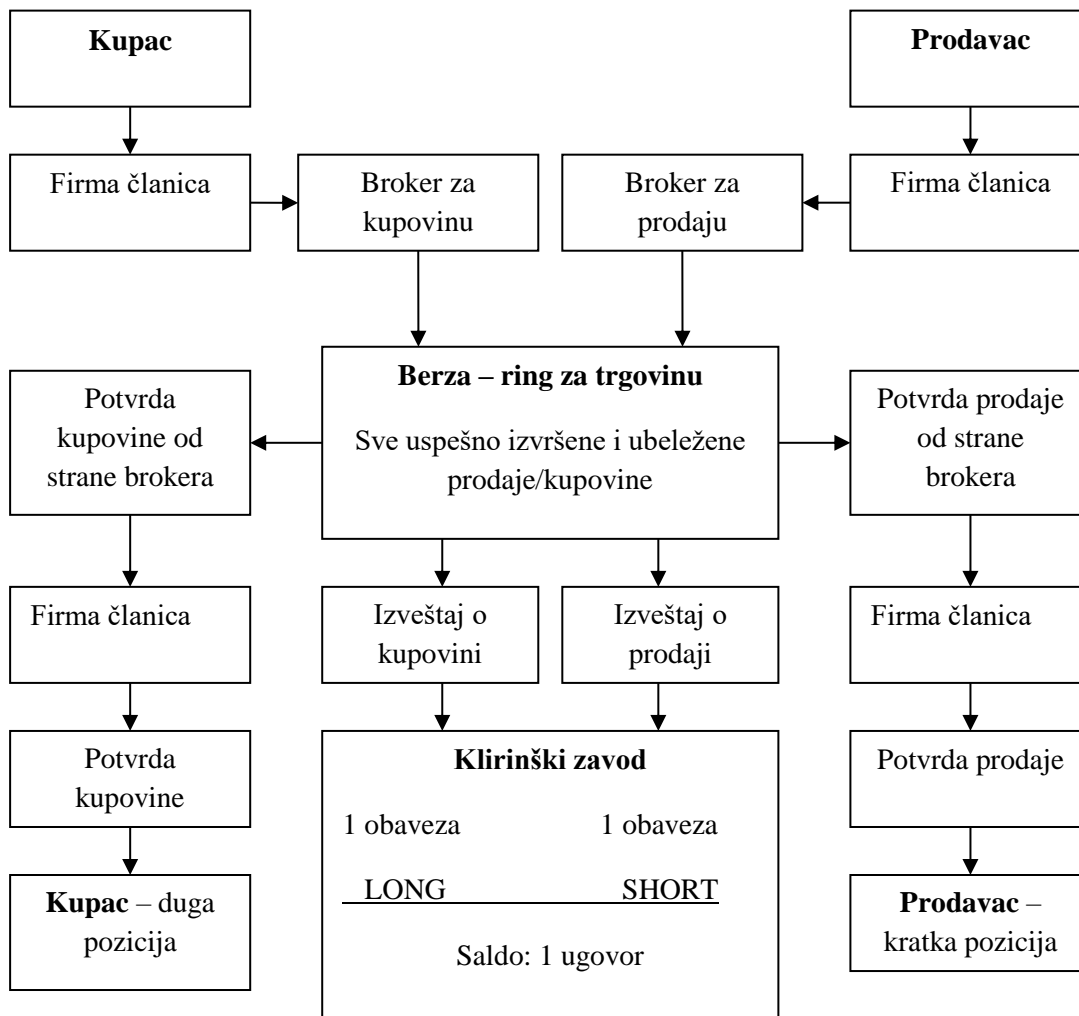 Kupac
Prodavac
Firma članica
Broker za
kupovinu
Broker za
prodaju
Firma članica
Berza – ring za trgovinu
Sve uspešno izvršene i ubeležene
prodaje/kupovine
Potvrda
kupovine od
strane brokera
Potvrda prodaje
od strane
brokera
Firma članica
Izveštaj o
kupovini
Izveštaj o
prodaji
Firma članica
Potvrda
kupovine
Klirinški zavod
1 obaveza 1 obaveza
LONG SHORT
Saldo: 1 ugovor
Potvrda prodaje
Kupac – duga
pozicija
Prodavac –
kratka pozicija